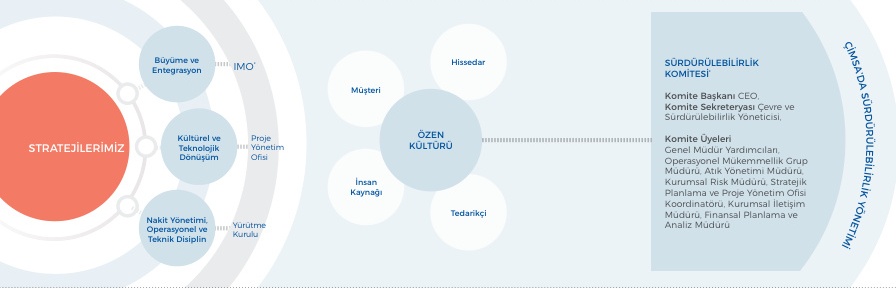 STRATEJİLERİMİZ
Büyüme ve
Entegrasyon
IMO*
Kültürel ve
Teknolojik
Dönüşüm
Proje
Yönetim
Ofisi
Nakit Yönetimi,
Operasyonel ve
Teknik Disiplin
Yürütme
Kurulu
Müşteri
Hissedar
ÖZEN
KÜLTÜRÜ
İnsan
Kaynağı
Tedarikçi
SÜRDÜRÜLEBİLİRLİK
KOMİTESİ*
Komite Başkanı CEO,
Komite Sekreteryası Çevre ve
Sürdürülebilirlik Yöneticisi,
Komite Üyeleri
Genel Müdür Yardımcıları,
Operasyonel Mükemmellik Grup
Müdürü, Atık Yönetimi Müdürü,
Kurumsal Risk Müdürü, Stratejik
Planlama ve Proje Yönetim Ofisi
Koordinatörü, Kurumsal İletişim
Müdürü, Finansal Planlama ve
Analiz Müdürü
ÇİMSA'DA SÜRDÜRÜLEBİLİRLİK YÖNETİMİ